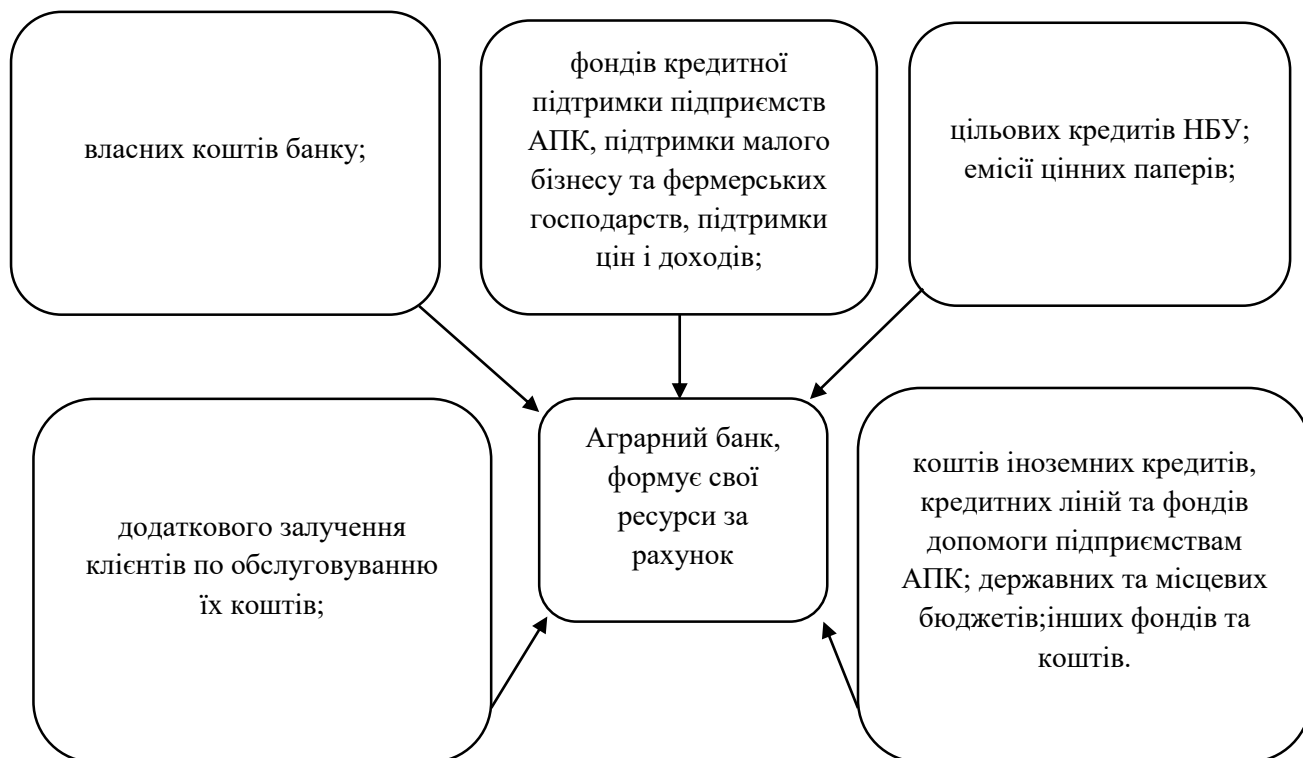 власних коштів банку;
фондів кредитної
підтримки підприємств
АПК, підтримки малого
бізнесу та фермерських
господарств, підтримки
цін і доходів;
цільових кредитів НБУ;
емісії цінних паперів;
додаткового залучення
клієнтів по обслуговуванню
їх коштів;
Аграрний банк,
формує свої
ресурси за
рахунок
коштів іноземних кредитів,
кредитних ліній та фондів
допомоги підприємствам
АПК; державних та місцевих
бюджетів;інших фондів та
коштів.